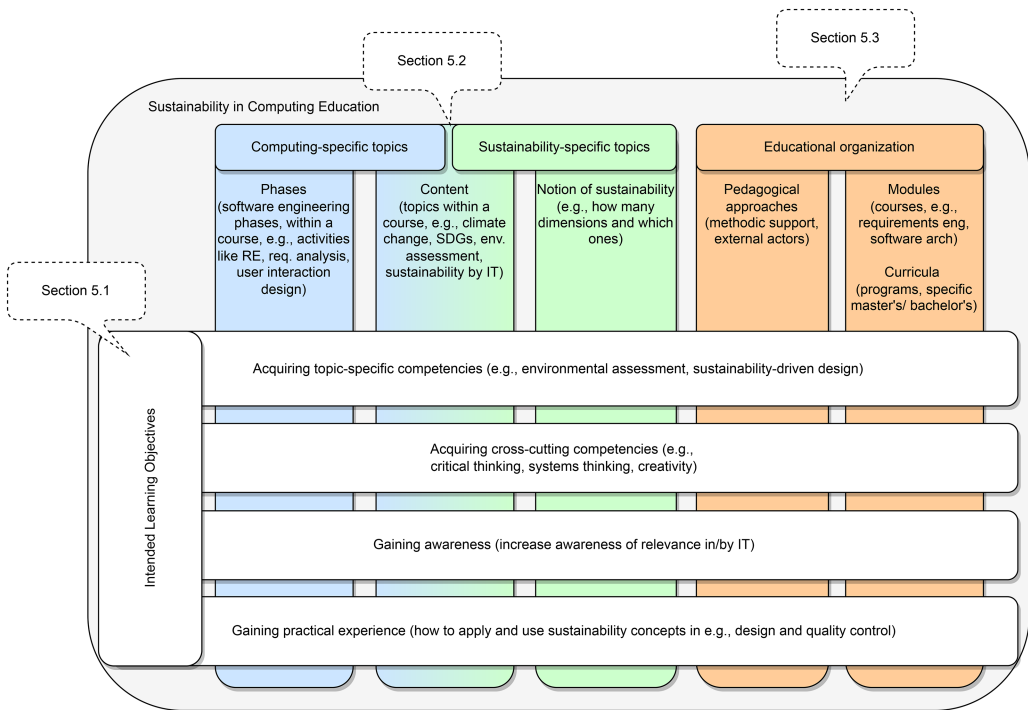 Section 5.3
Section 5.2
Sustainability in Computing Education
Computing-specific topics
Sustainability-specific topics
Educational organization
Phases
(software engineering
phases, within a
course, e.g., activities
like RE, req. analysis,
user interaction
design)
Content
(topics within a
course, e.g., climate
change, SDGs, env.
assessment,
sustainability by IT)
Notion of sustainability
(e.g., how many
dimensions and which
ones)
Pedagogical
approaches
(methodic support,
external actors)
Modules
(courses, e.g.,
requirements eng,
software arch)
Curricula
(programs, specific
master's/ bachelor's)
Section 5.1
Intended Learning Objectives
Acquiring topic-specific competencies (e.g., environmental assessment, sustainability-driven design)
Acquiring cross-cutting competencies (e.g.,
critical thinking, systems thinking, creativity)
Gaining awareness (increase awareness of relevance in/by IT)
Gaining practical experience (how to apply and use sustainability concepts in e.g., design and quality control)